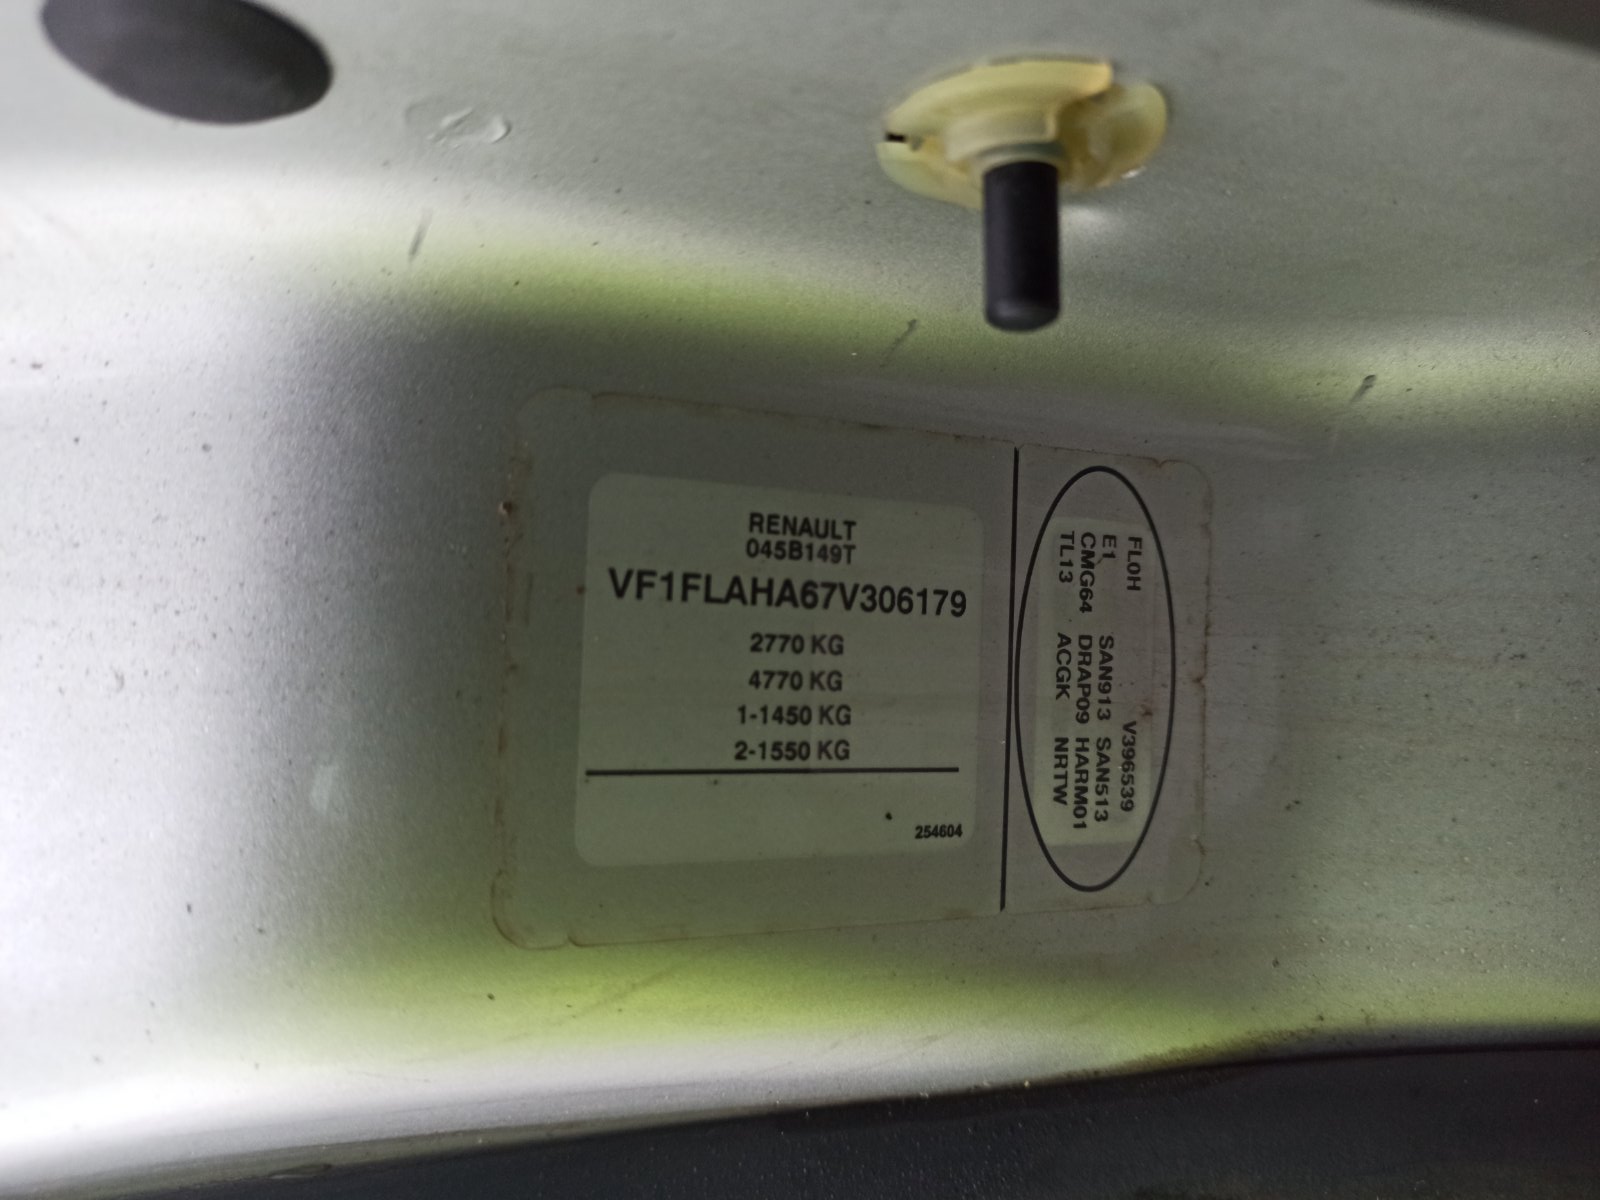 RENAULT
045B149T
VF1FLAHA67V306179
2770 KG
4770 KG
1-1450 KG
2-1550 KG
254604
FL0H V396539
E1 SAN913 SAN513
CMG64 DRAP09 HARM01
TL13 ACGK NRTW